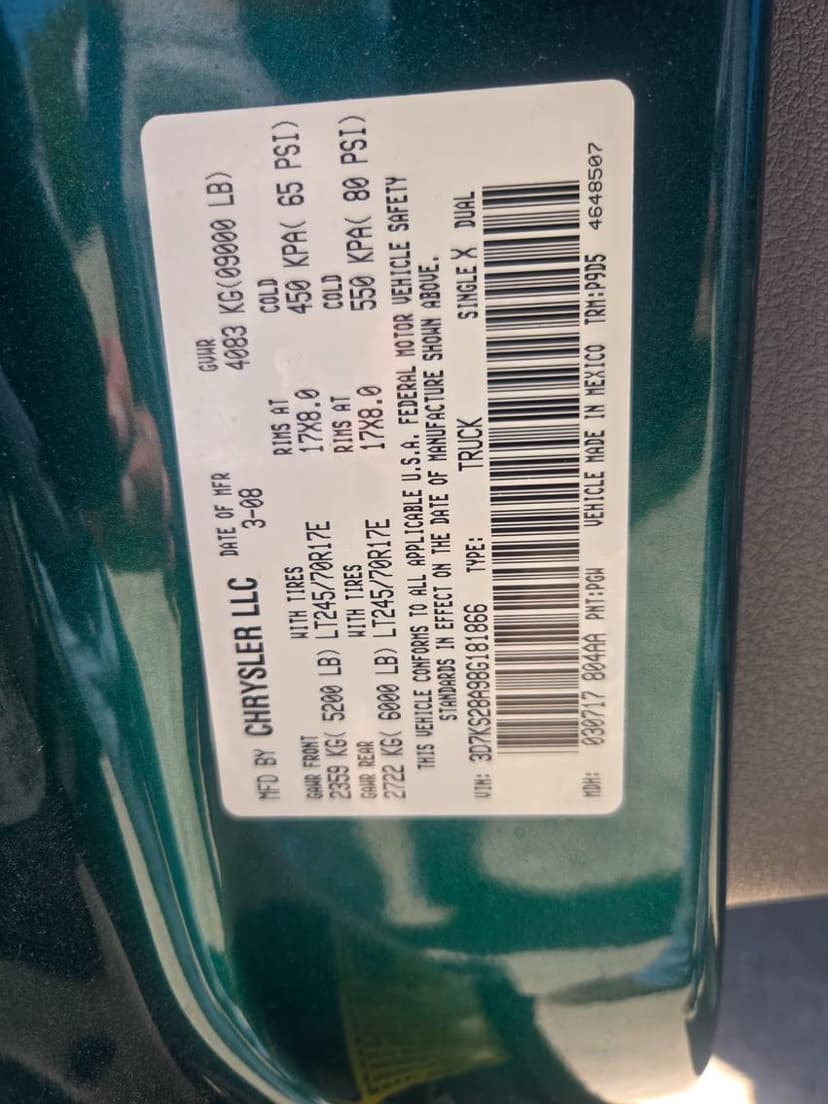 MFD BY CHRYSLER LLC DATE OF MFR GVWR
3-08 4083 KG(09000 LB)
GAWR FRONT WITH TIRES RIMS AT COLD
2359 KG( 5200 LB) LT245/70R17E 17X8.0 450 KPA( 65 PSI)
GAWR REAR WITH TIRES RIMS AT COLD
2722 KG( 6000 LB) LT245/70R17E 17X8.0 550 KPA( 80 PSI)
THIS VEHICLE CONFORMS TO ALL APPLICABLE U.S.A. FEDERAL MOTOR VEHICLE SAFETY
STANDARDS IN EFFECT ON THE DATE OF MANUFACTURE SHOWN ABOVE.
VIN: 3D7KS28A98G181866 TYPE: TRUCK SINGLE X DUAL
MDH: 030717 804AA PNT:PGW VEHICLE MADE IN MEXICO TRM:P9D5 4648507